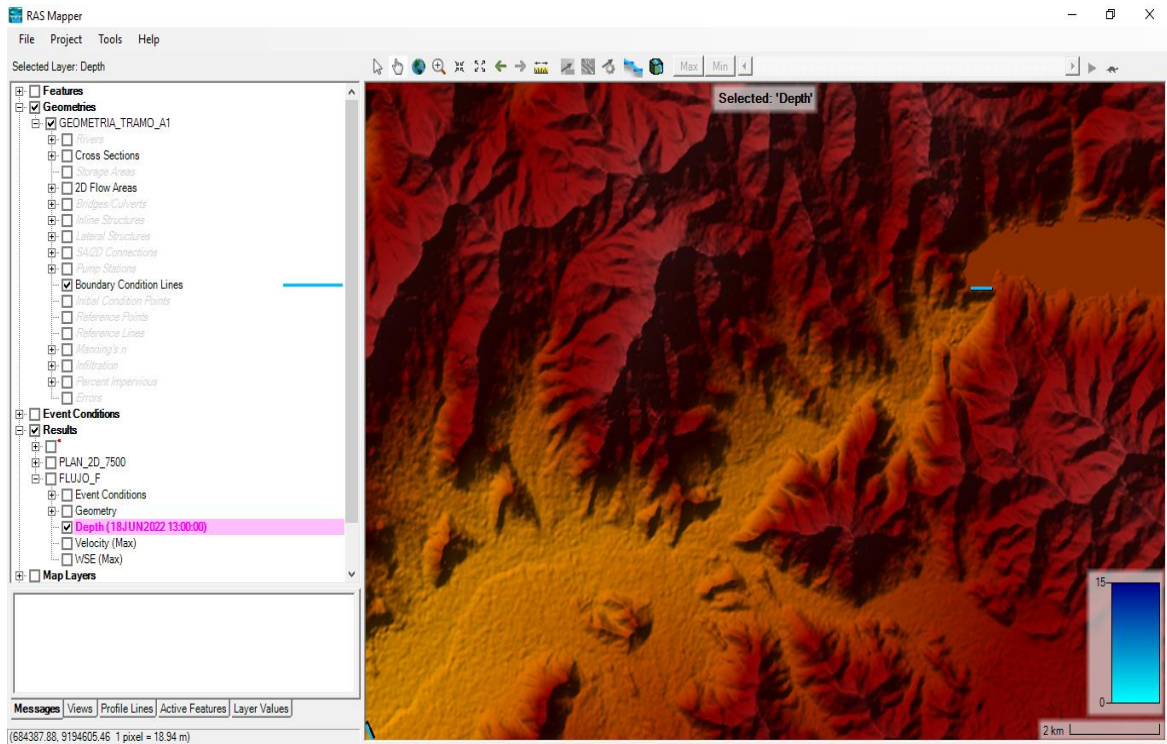 RAS Mapper
File Project Tools Help
Selected Layer: Depth
Max Min
Features
Geometries
GEOMETRIA_TRAMO_A1
Rivers
Cross Sections
Storage Areas
2D Flow Areas
Bridges/Culverts
Inline Structures
Lateral Structures
SA/2D Connections
Pump Stations
Boundary Condition Lines
Initial Condition Points
Reference Points
Reference Lines
Manning's n
Infiltration
Percent Impervious
Errors
Event Conditions
Results
PLAN_2D_7500
FLUJO_F
Event Conditions
Geometry
Depth (18JUN2022 13:00:00)
Velocity (Max)
WSE (Max)
Map Layers
Messages Views Profile Lines Active Features Layer Values
(684387.88, 9194605.46 1 pixel = 18.94 m)
Selected: 'Depth'
15
0
2 km